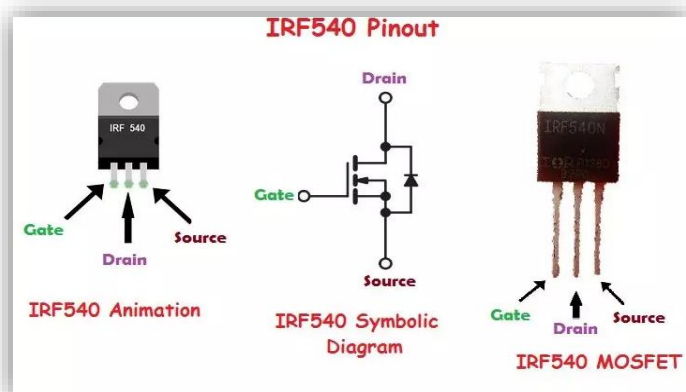 IRF540 Pinout
IRF 540
Gate
Drain
Source
IRF540 Animation
Drain
Gate
Source
IRF540 Symbolic
Diagram
IRF540N
Gate
Drain
Source
IRF540 MOSFET